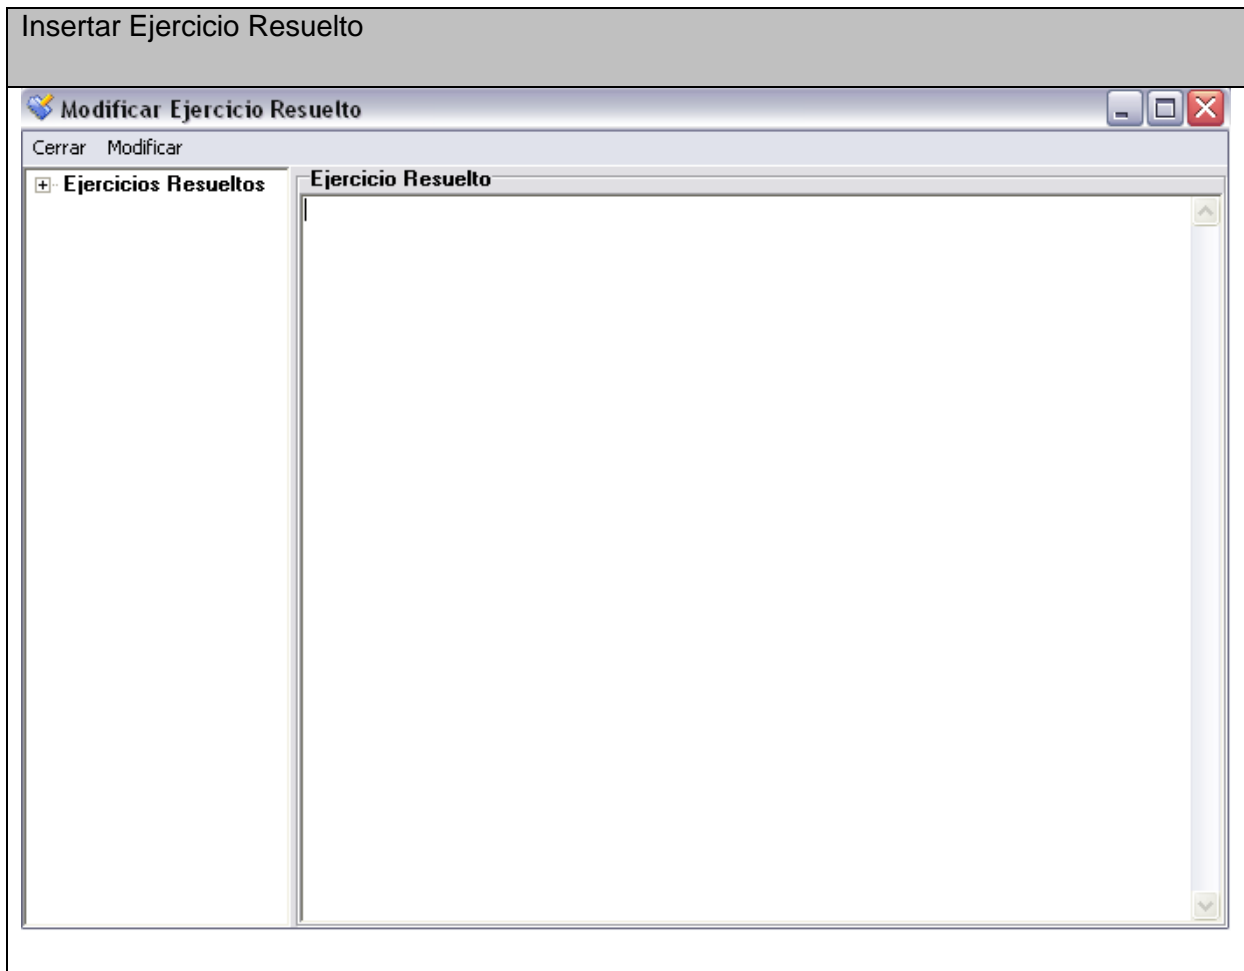 Insertar Ejercicio Resuelto
Modificar Ejercicio Resuelto
Cerrar Modificar
Ejercicios Resueltos
Ejercicio Resuelto